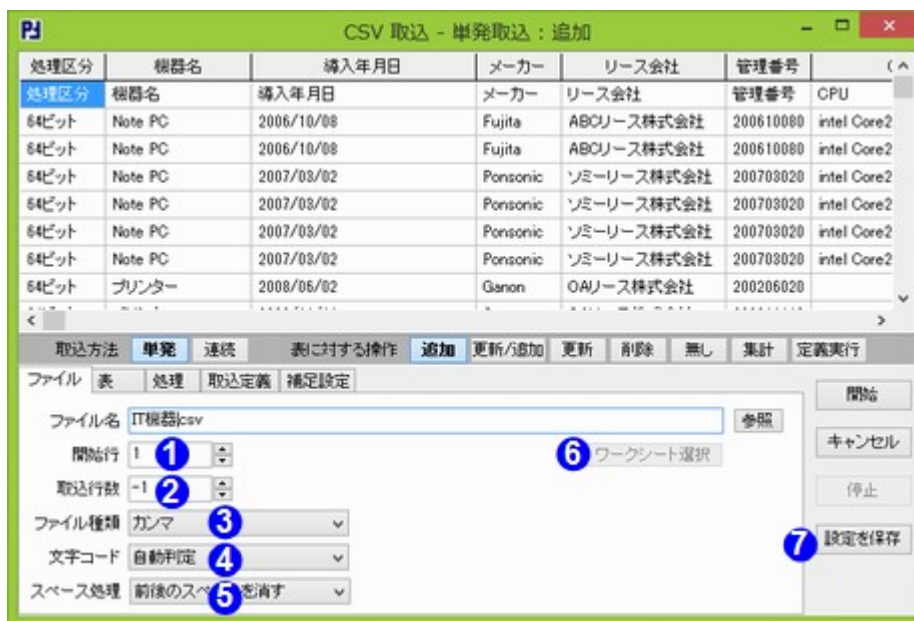 CSV 取込 - 単発取込 : 追加
処理区分 機器名 導入年月日 メーカー リース会社 管理番号
処理区分 機器名 導入年月日 メーカー リース会社 管理番号 CPU
64ビット Note PC 2006/10/08 Fujita ABCリース株式会社 200610080 intel Core2
64ビット Note PC 2006/10/08 Fujita ABCリース株式会社 200610080 intel Core2
64ビット Note PC 2007/03/02 Ponsonic ソミーリース株式会社 200703020 intel Core2
64ビット Note PC 2007/03/02 Ponsonic ソミーリース株式会社 200703020 intel Core2
64ビット Note PC 2007/03/02 Ponsonic ソミーリース株式会社 200703020 intel Core2
64ビット Note PC 2007/03/02 Ponsonic ソミーリース株式会社 200703020 intel Core2
64ビット プリンター 2008/06/02 Ganon OAリース株式会社 200206020
取込方法 単発 連続 表に対する操作 追加 更新/追加 更新 削除 無し 集計 定義実行
ファイル 表 処理 取込定義 補足設定
開始
ファイル名 IT機器.csv 参照
キャンセル
開始行 1 1 6 ワークシート選択
取込行数 -1 2
停止
ファイル種類 カンマ 3
7 設定を保存
文字コード 自動判定 4
スペース処理 前後のスペ 5 を消す